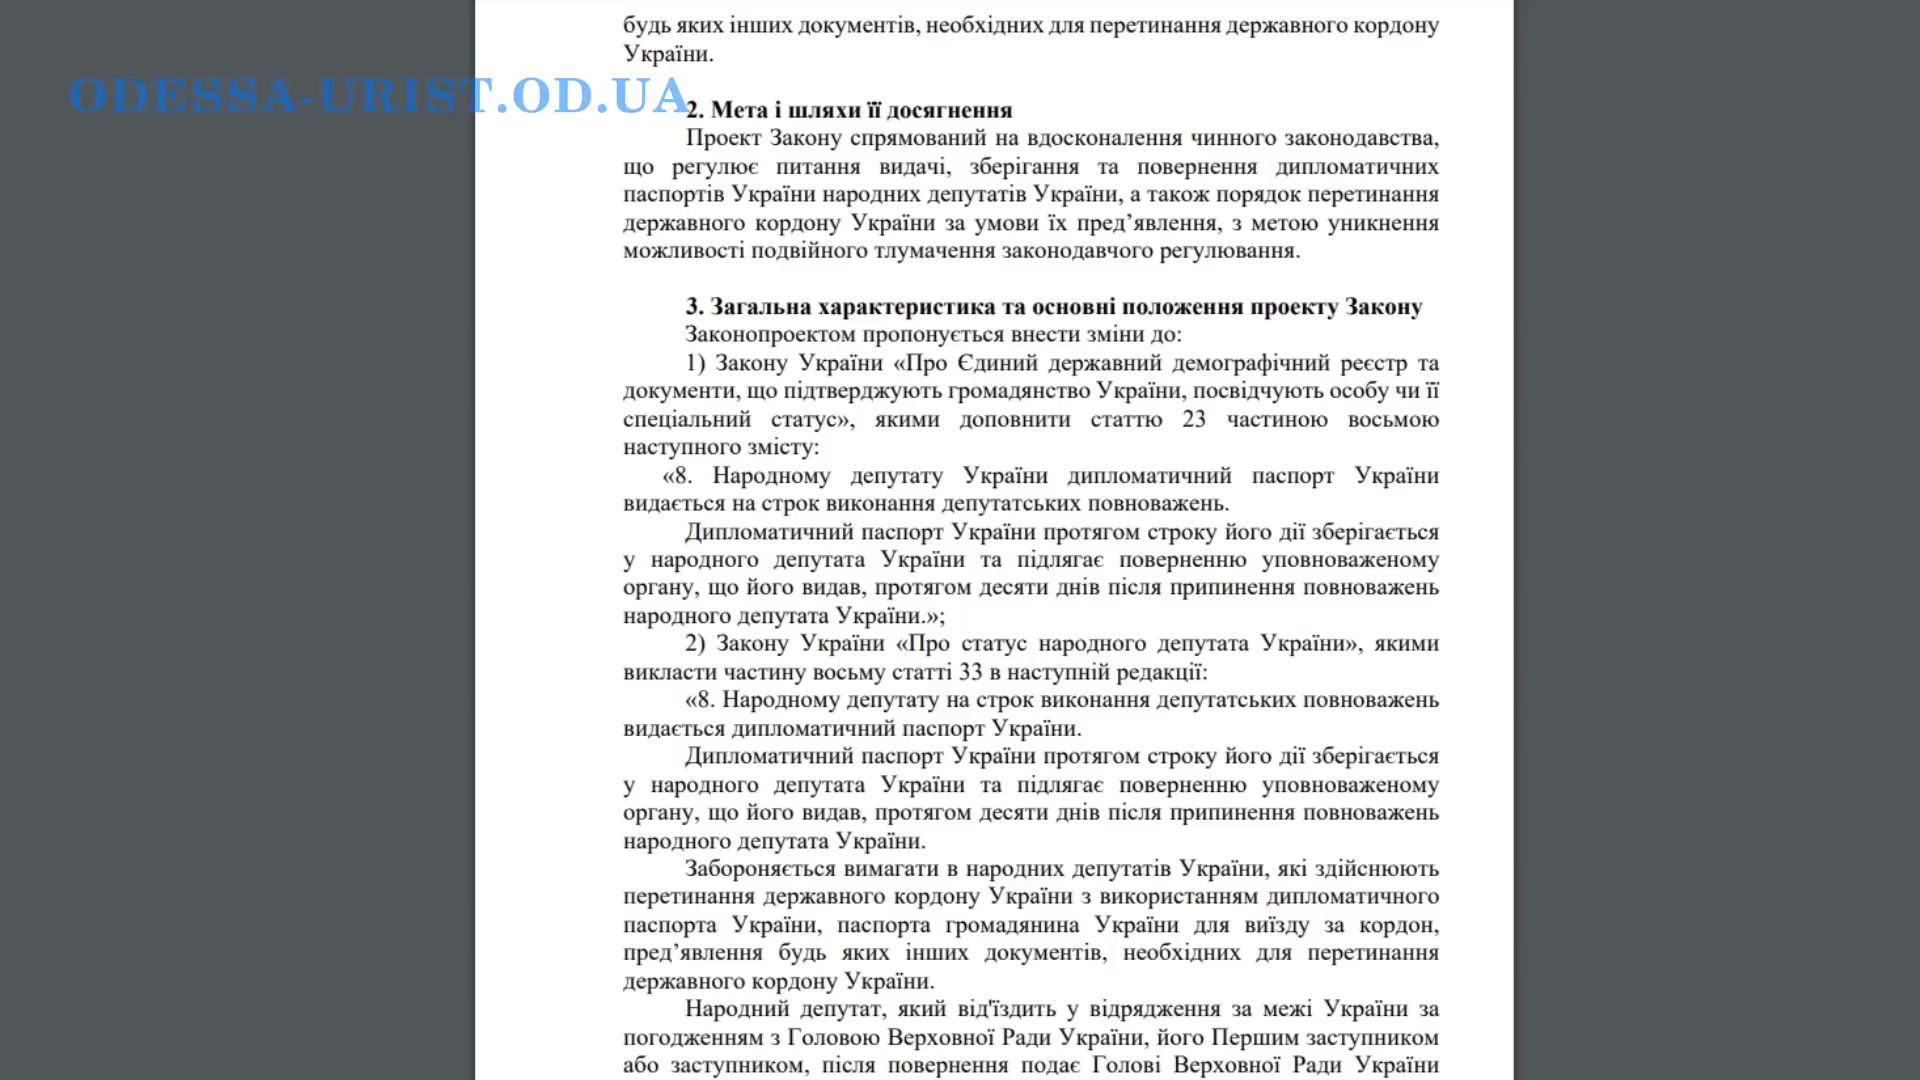 будь яких інших документів, необхідних для перетинання державного кордону
України.
ODESSA-URIST.OD.UA
2. Мета і шляхи її досягнення
Проект Закону спрямований на вдосконалення чинного законодавства,
що регулює питання видачі, зберігання та повернення дипломатичних
паспортів України народних депутатів України, а також порядок перетинання
державного кордону України за умови їх пред’явлення, з метою уникнення
можливості подвійного тлумачення законодавчого регулювання.
3. Загальна характеристика та основні положення проекту Закону
Законопроектом пропонується внести зміни до:
1) Закону України «Про Єдиний державний демографічний реєстр та
документи, що підтверджують громадянство України, посвідчують особу чи її
спеціальний статус», якими доповнити статтю 23 частиною восьмою
наступного змісту:
«8. Народному депутату України дипломатичний паспорт України
видається на строк виконання депутатських повноважень.
Дипломатичний паспорт України протягом строку його дії зберігається
у народного депутата України та підлягає поверненню уповноваженому
органу, що його видав, протягом десяти днів після припинення повноважень
народного депутата України.»;
2) Закону України «Про статус народного депутата України», якими
викласти частину восьму статті 33 в наступній редакції:
«8. Народному депутату на строк виконання депутатських повноважень
видається дипломатичний паспорт України.
Дипломатичний паспорт України протягом строку його дії зберігається
у народного депутата України та підлягає поверненню уповноваженому
органу, що його видав, протягом десяти днів після припинення повноважень
народного депутата України.
Забороняється вимагати в народних депутатів України, які здійснюють
перетинання державного кордону України з використанням дипломатичного
паспорта України, паспорта громадянина України для виїзду за кордон,
пред’явлення будь яких інших документів, необхідних для перетинання
державного кордону України.
Народний депутат, який від'їздить у відрядження за межі України за
погодженням з Головою Верховної Ради України, його Першим заступником
або заступником, після повернення подає Голові Верховної Ради України